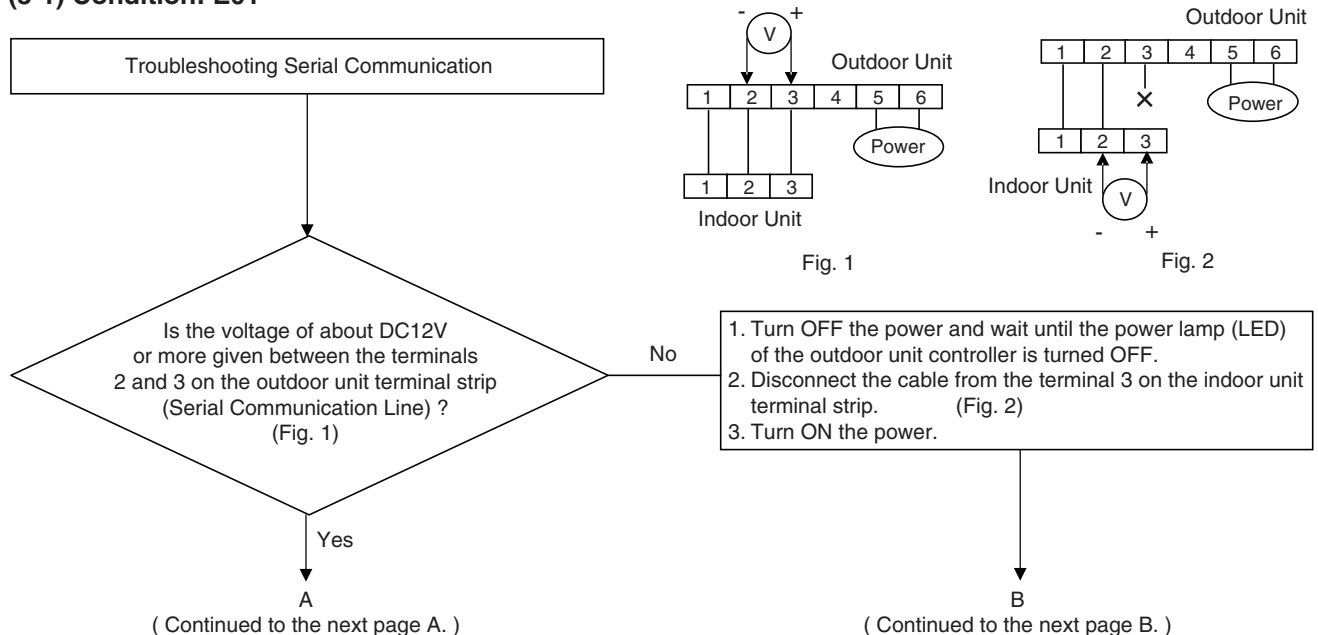 Troubleshooting Serial Communication
- +
V
Outdoor Unit
1 2 3 4 5 6
Power
1 2 3
Indoor Unit
Fig. 1
Outdoor Unit
1 2 3 4 5 6
Power
1 2 3
Indoor Unit
V
- +
Fig. 2
Is the voltage of about DC12V
or more given between the terminals
2 and 3 on the outdoor unit terminal strip
(Serial Communication Line) ?
(Fig. 1)
No
1. Turn OFF the power and wait until the power lamp (LED)
of the outdoor unit controller is turned OFF.
2. Disconnect the cable from the terminal 3 on the indoor unit
terminal strip. (Fig. 2)
3. Turn ON the power.
Yes
A
( Continued to the next page A. )
B
( Continued to the next page B. )